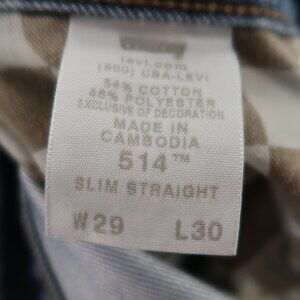 levi.com
(800) USA-LEVI
54% COTTON
46% POLYESTER
EXCLUSIVE OF DECORATION
MADE IN
CAMBODIA
514™
SLIM STRAIGHT
W29 L30